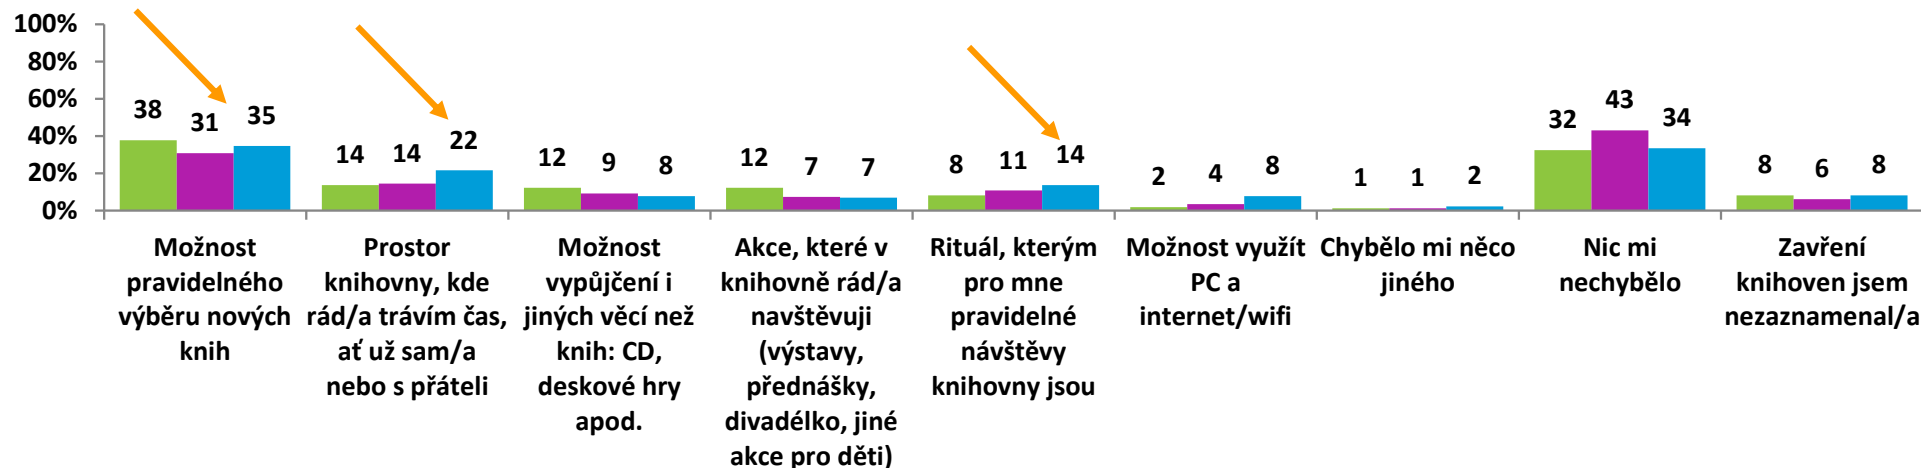 100%
80%
60%
40%
20%
0%
38 31 35
14 14 22
12 9 8
12 7 7
8 11 14
2 4 8
1 1 2
32 43 34
8 6 8
Možnost
pravidelného
výběru nových
knih
Prostor
knihovny, kde
rád/a trávím čas,
ať už sam/a
nebo s přáteli
Možnost
vypůjčení i
jiných věcí než
knih: CD,
deskové hry
apod.
Akce, které v
knihovně rád/a
navštěvuji
(výstavy,
přednášky,
divadélko, jiné
akce pro děti)
Rituál, kterým
pro mne
pravidelné
návštěvy
knihovny jsou
Možnost využít
PC a
internet/wifi
Chybělo mi něco
jiného
Nic mi
nechybělo
Zavření
knihoven jsem
nezaznamenal/a